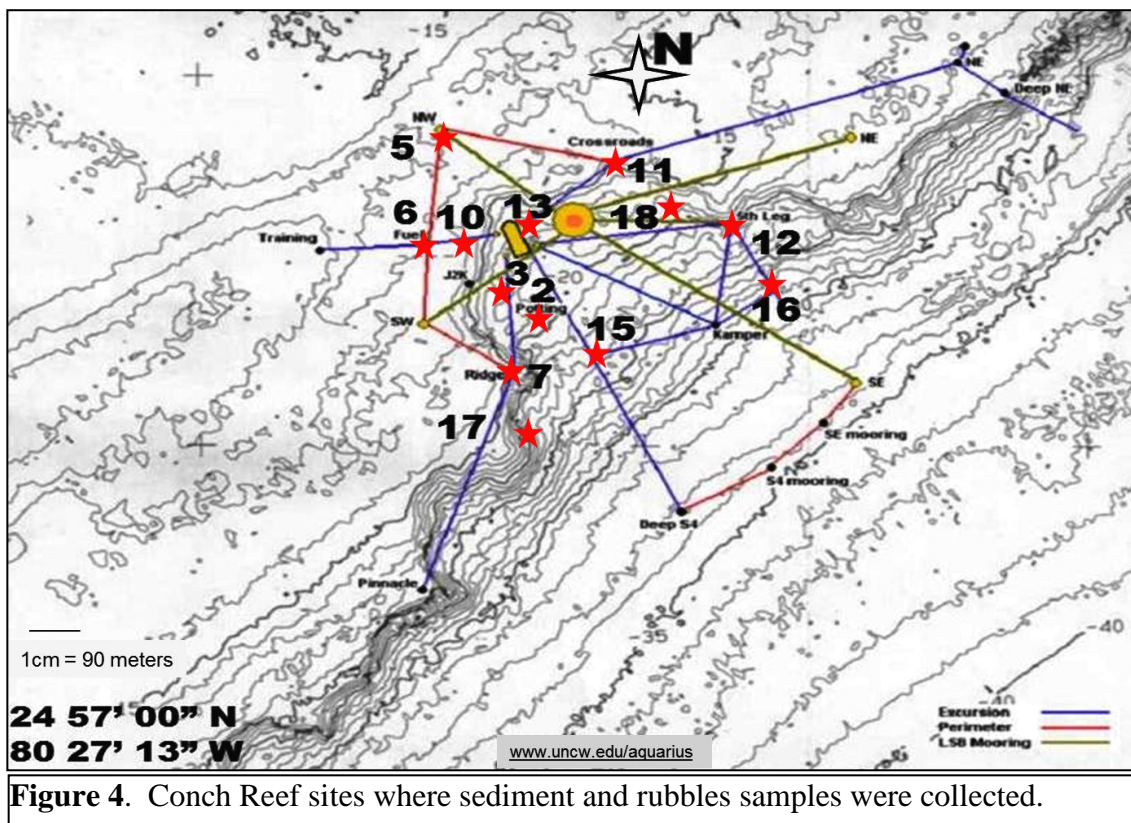 -15
N
NE
Deep NE
NW
5
Crossroads
15
NE
11
6
10
13
18
5th Leg
Training
Fuel
12
J2K
3
-20
2
Potting
16
SW
15
Kamper
Ridge
7
SE
17
SE mooring
S4 mooring
Deep S4
Pinnacle
-35
-40
1cm = 90 meters
24 57' 00" N
80 27' 13" W
www.uncw.edu/aquarius
Excursion
Perimeter
LSB Mooring
Figure 4. Conch Reef sites where sediment and rubbles samples were collected.